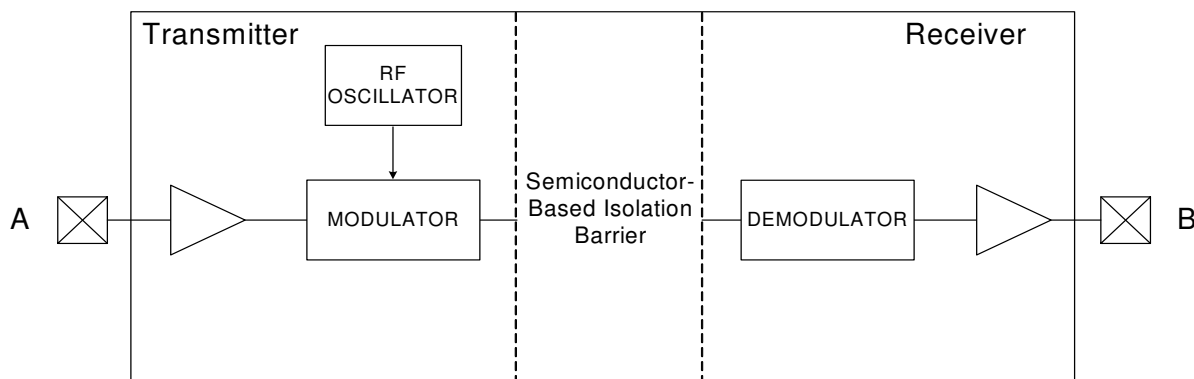 Transmitter
Receiver
RF
OSCILLATOR
A
MODULATOR
Semiconductor-
Based Isolation
Barrier
DEMODULATOR
B